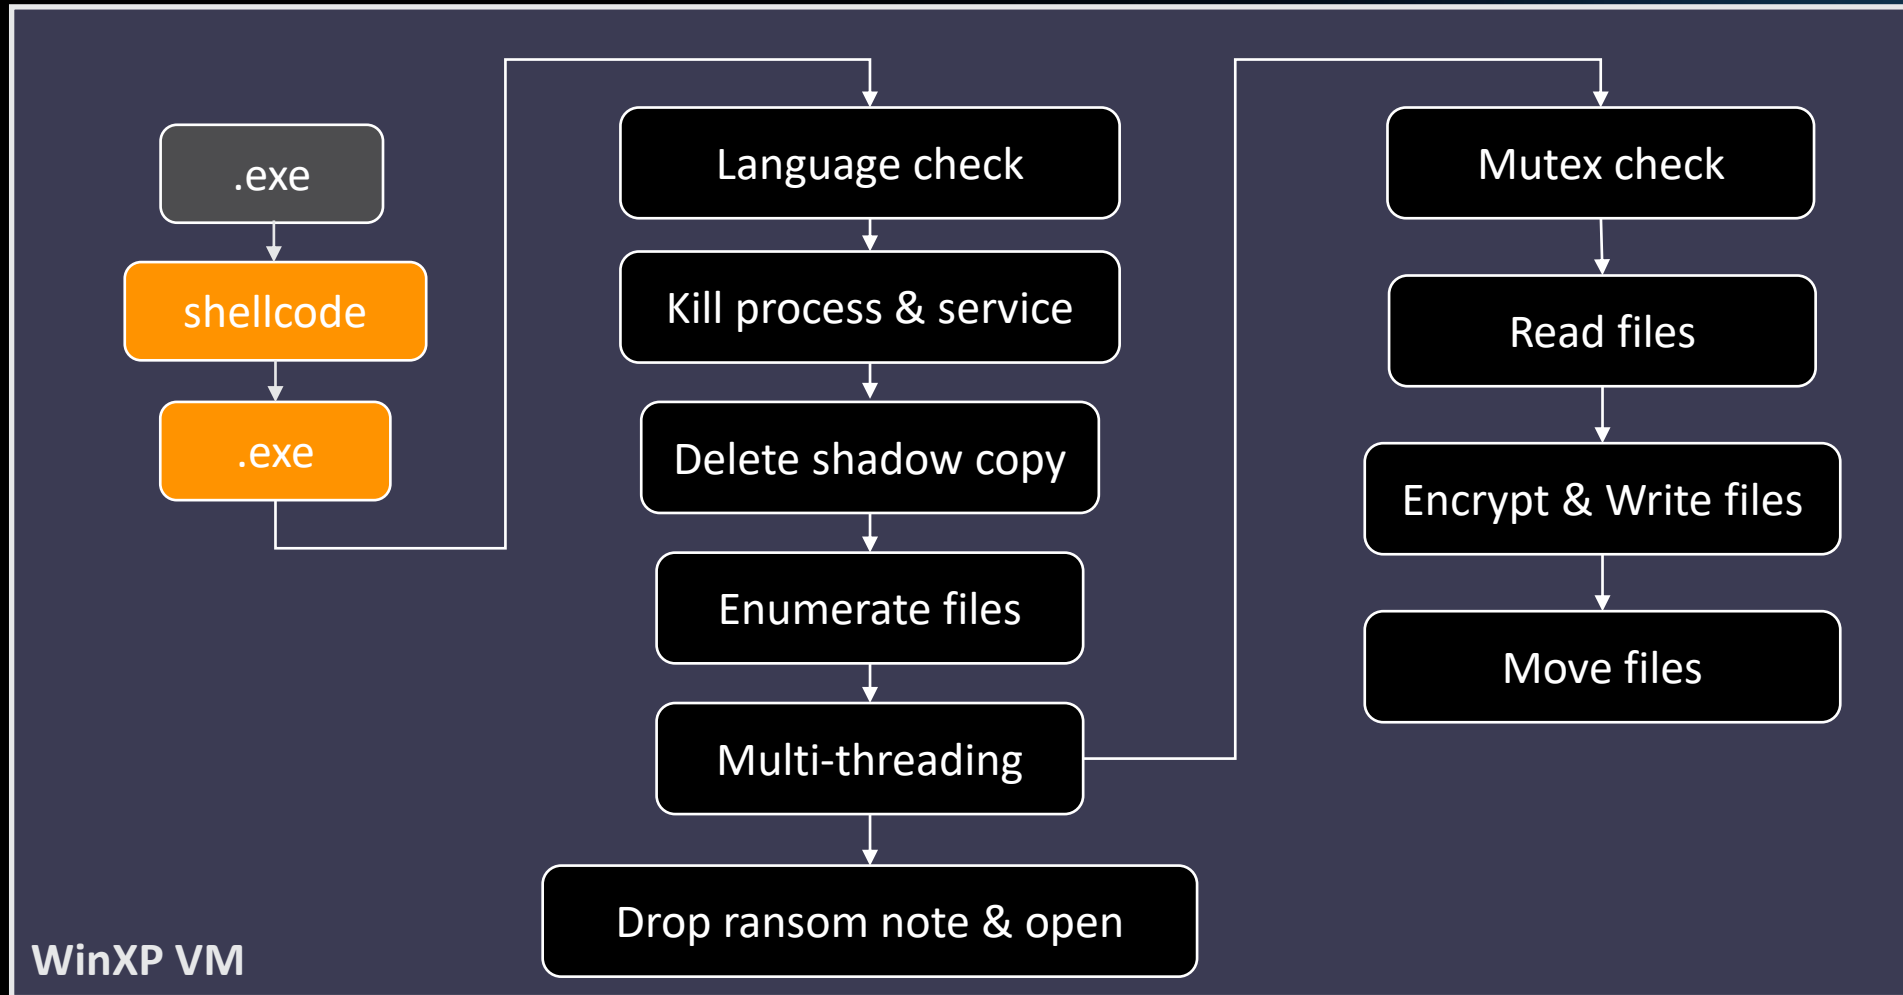 .exe
shellcode
.exe
Language check
Kill process & service
Delete shadow copy
Enumerate files
Multi-threading
Drop ransom note & open
Mutex check
Read files
Encrypt & Write files
Move files
WinXP VM